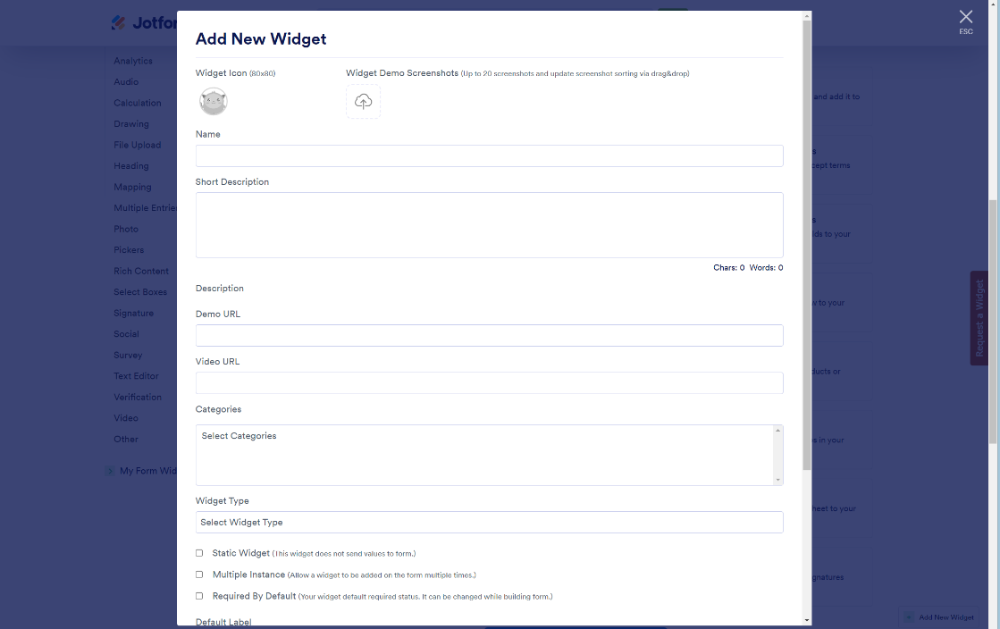 Jotfor
ESC
Analytics
Audio
Calculation
Drawing
File Upload
Heading
Mapping
Multiple Entrie
Photo
Pickers
Rich Content
Select Boxes
Signature
Social
Survey
Text Editor
Verification
Video
Other
My Form Wid
Add New Widget
Widget Icon (80x80)
Widget Demo Screenshots (Up to 20 screenshots and update screenshot sorting via drag&drop)
Name
Short Description
Chars: 0 Words: 0
Description
Demo URL
Video URL
Categories
Select Categories
Widget Type
Select Widget Type
Static Widget (This widget does not send values to form.)
Multiple Instance (Allow a widget to be added on the form multiple times.)
Required By Default (Your widget default required status. It can be changed while building form.)
Default Label
and add it to
s
cept terms
s
lds to your
w to your
ducts or
s in your
heet to your
gnatures
Request a Widget
Add New Widget